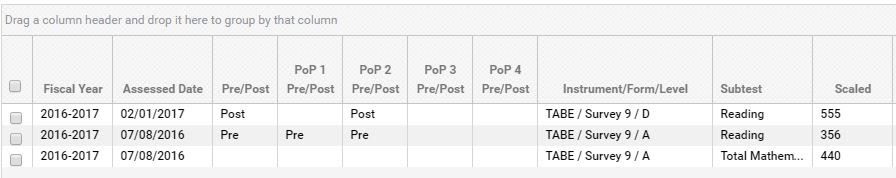 Drag a column header and drop it here to group by that column
PoP 1 PoP 2 PoP 3 PoP 4
Fiscal Year Assessed Date Pre/Post Pre/Post Pre/Post Pre/Post Pre/Post Instrument/Form/Level Subtest Scaled
2016-2017 02/01/2017 Post Post TABE / Survey 9 / D Reading 555
2016-2017 07/08/2016 Pre Pre Pre TABE / Survey 9 / A Reading 356
2016-2017 07/08/2016 TABE / Survey 9 / A Total Mathem... 440